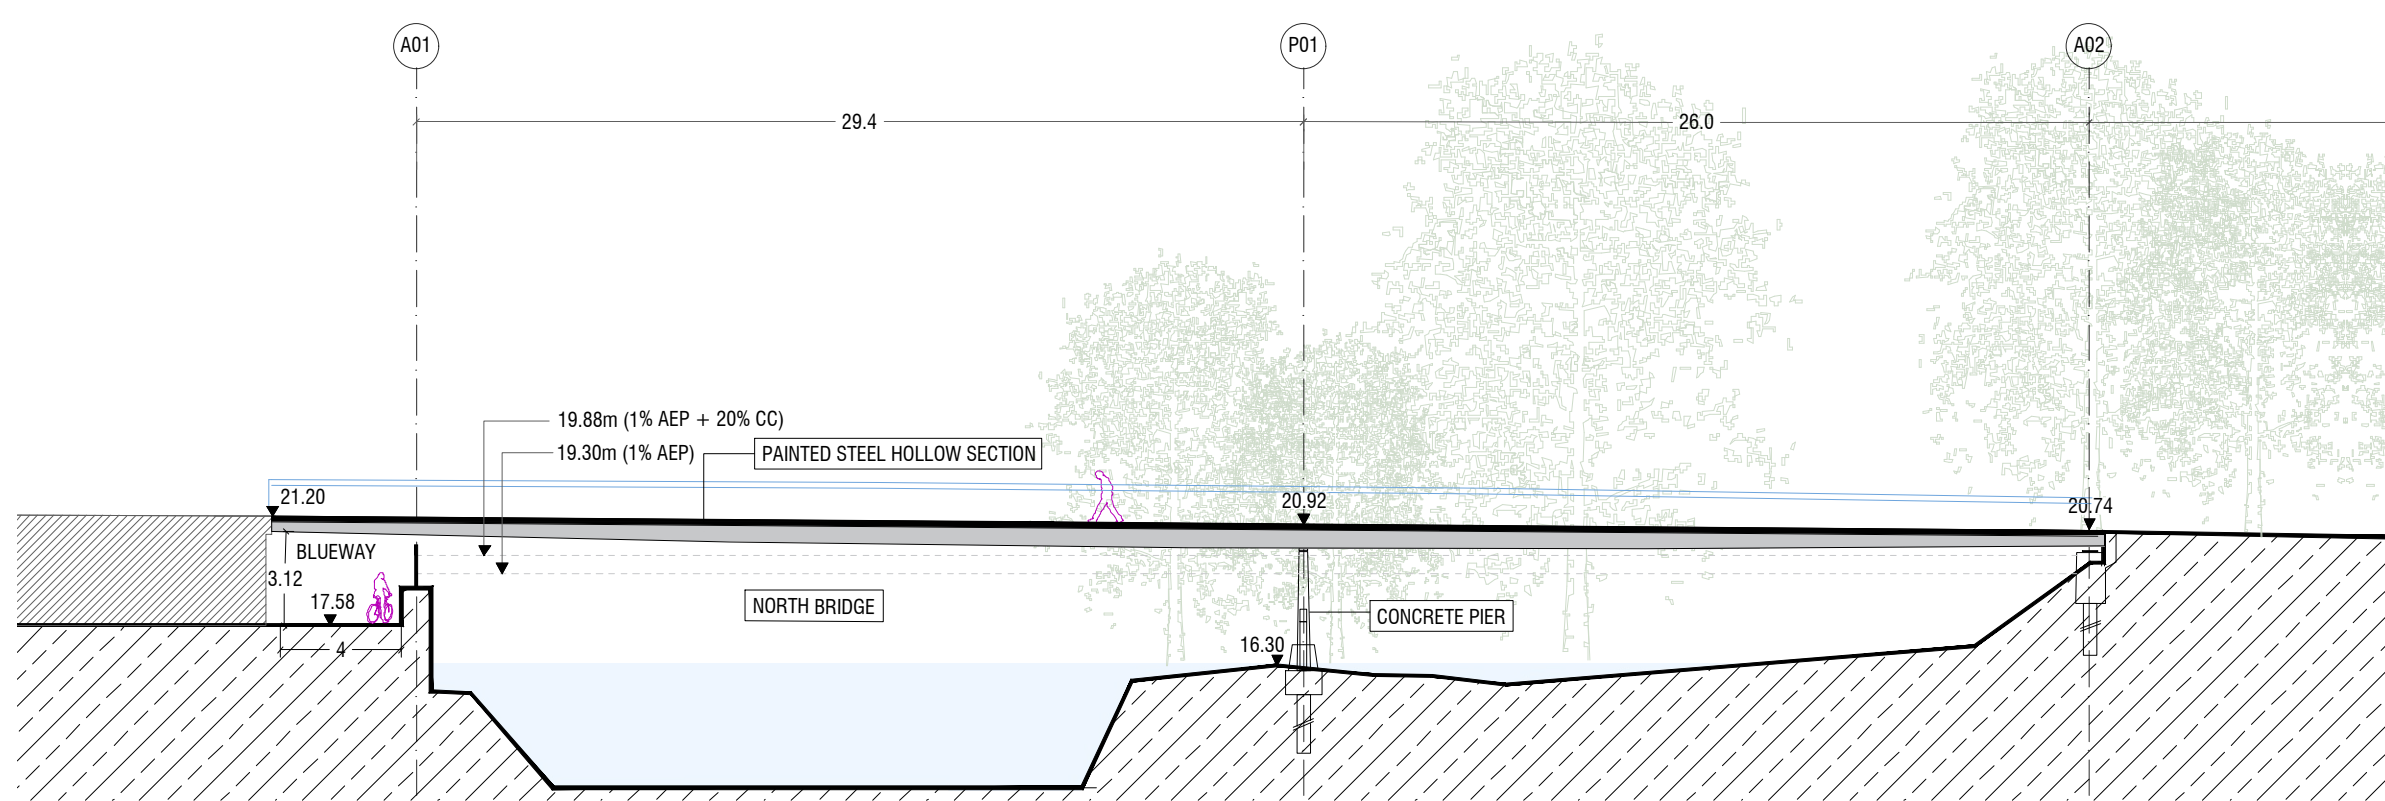 A01
P01
A02
29.4
26.0
19.88m (1% AEP + 20% CC)
19.30m (1% AEP)
PAINTED STEEL HOLLOW SECTION
21.20
20.92
20.74
BLUEWAY
3.12
17.58
NORTH BRIDGE
CONCRETE PIER
16.30
4